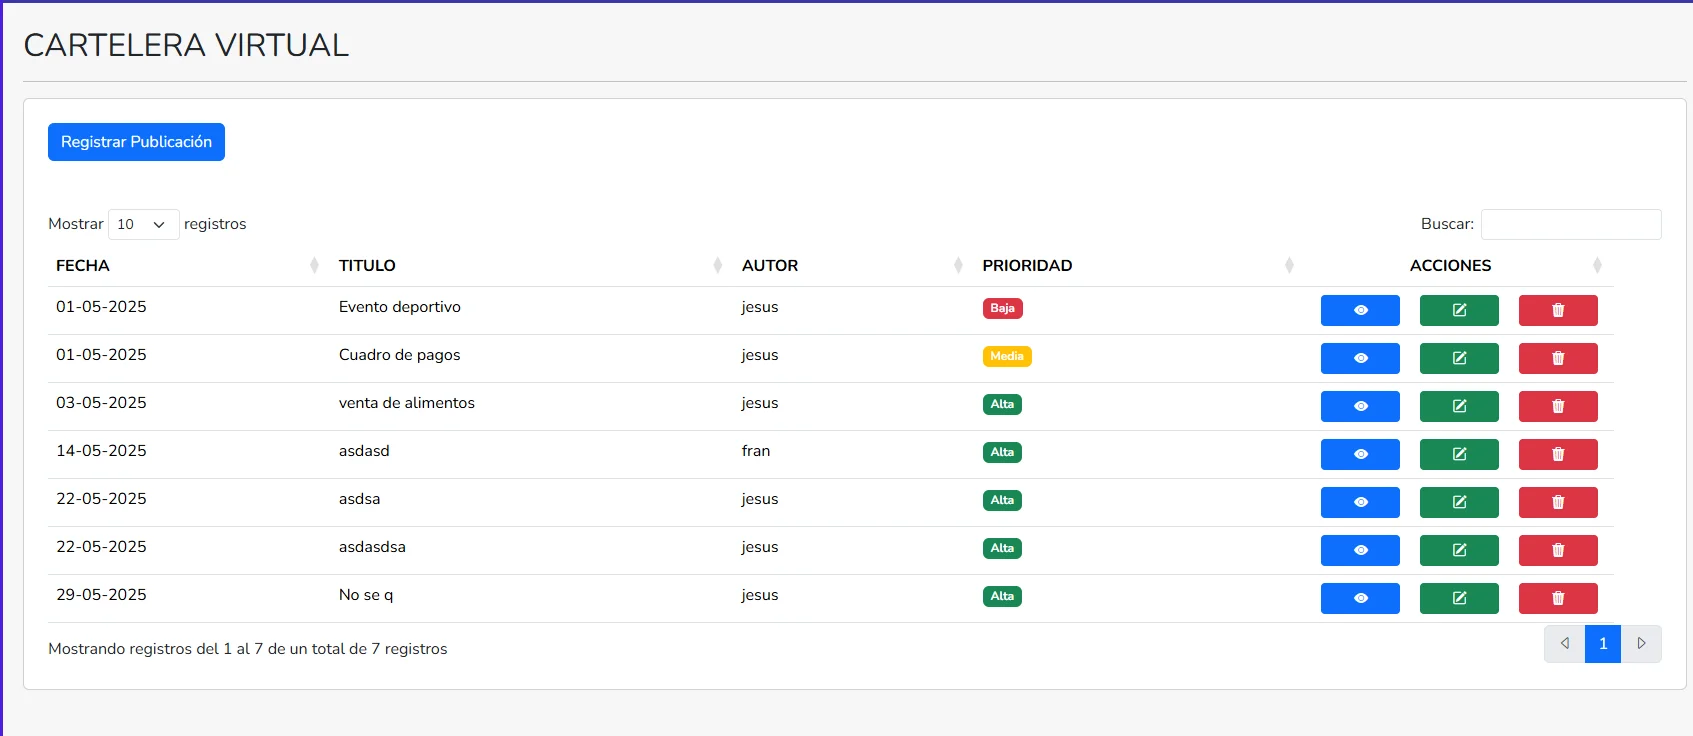 CARTELERA VIRTUAL
Registrar Publicación
Mostrar 10 registros Buscar:
FECHA TITULO AUTOR PRIORIDAD ACCIONES
01-05-2025 Evento deportivo jesus Baja
01-05-2025 Cuadro de pagos jesus Media
03-05-2025 venta de alimentos jesus Alta
14-05-2025 asdasd fran Alta
22-05-2025 asdsa jesus Alta
22-05-2025 asdasdsa jesus Alta
29-05-2025 No se q jesus Alta
Mostrando registros del 1 al 7 de un total de 7 registros 1